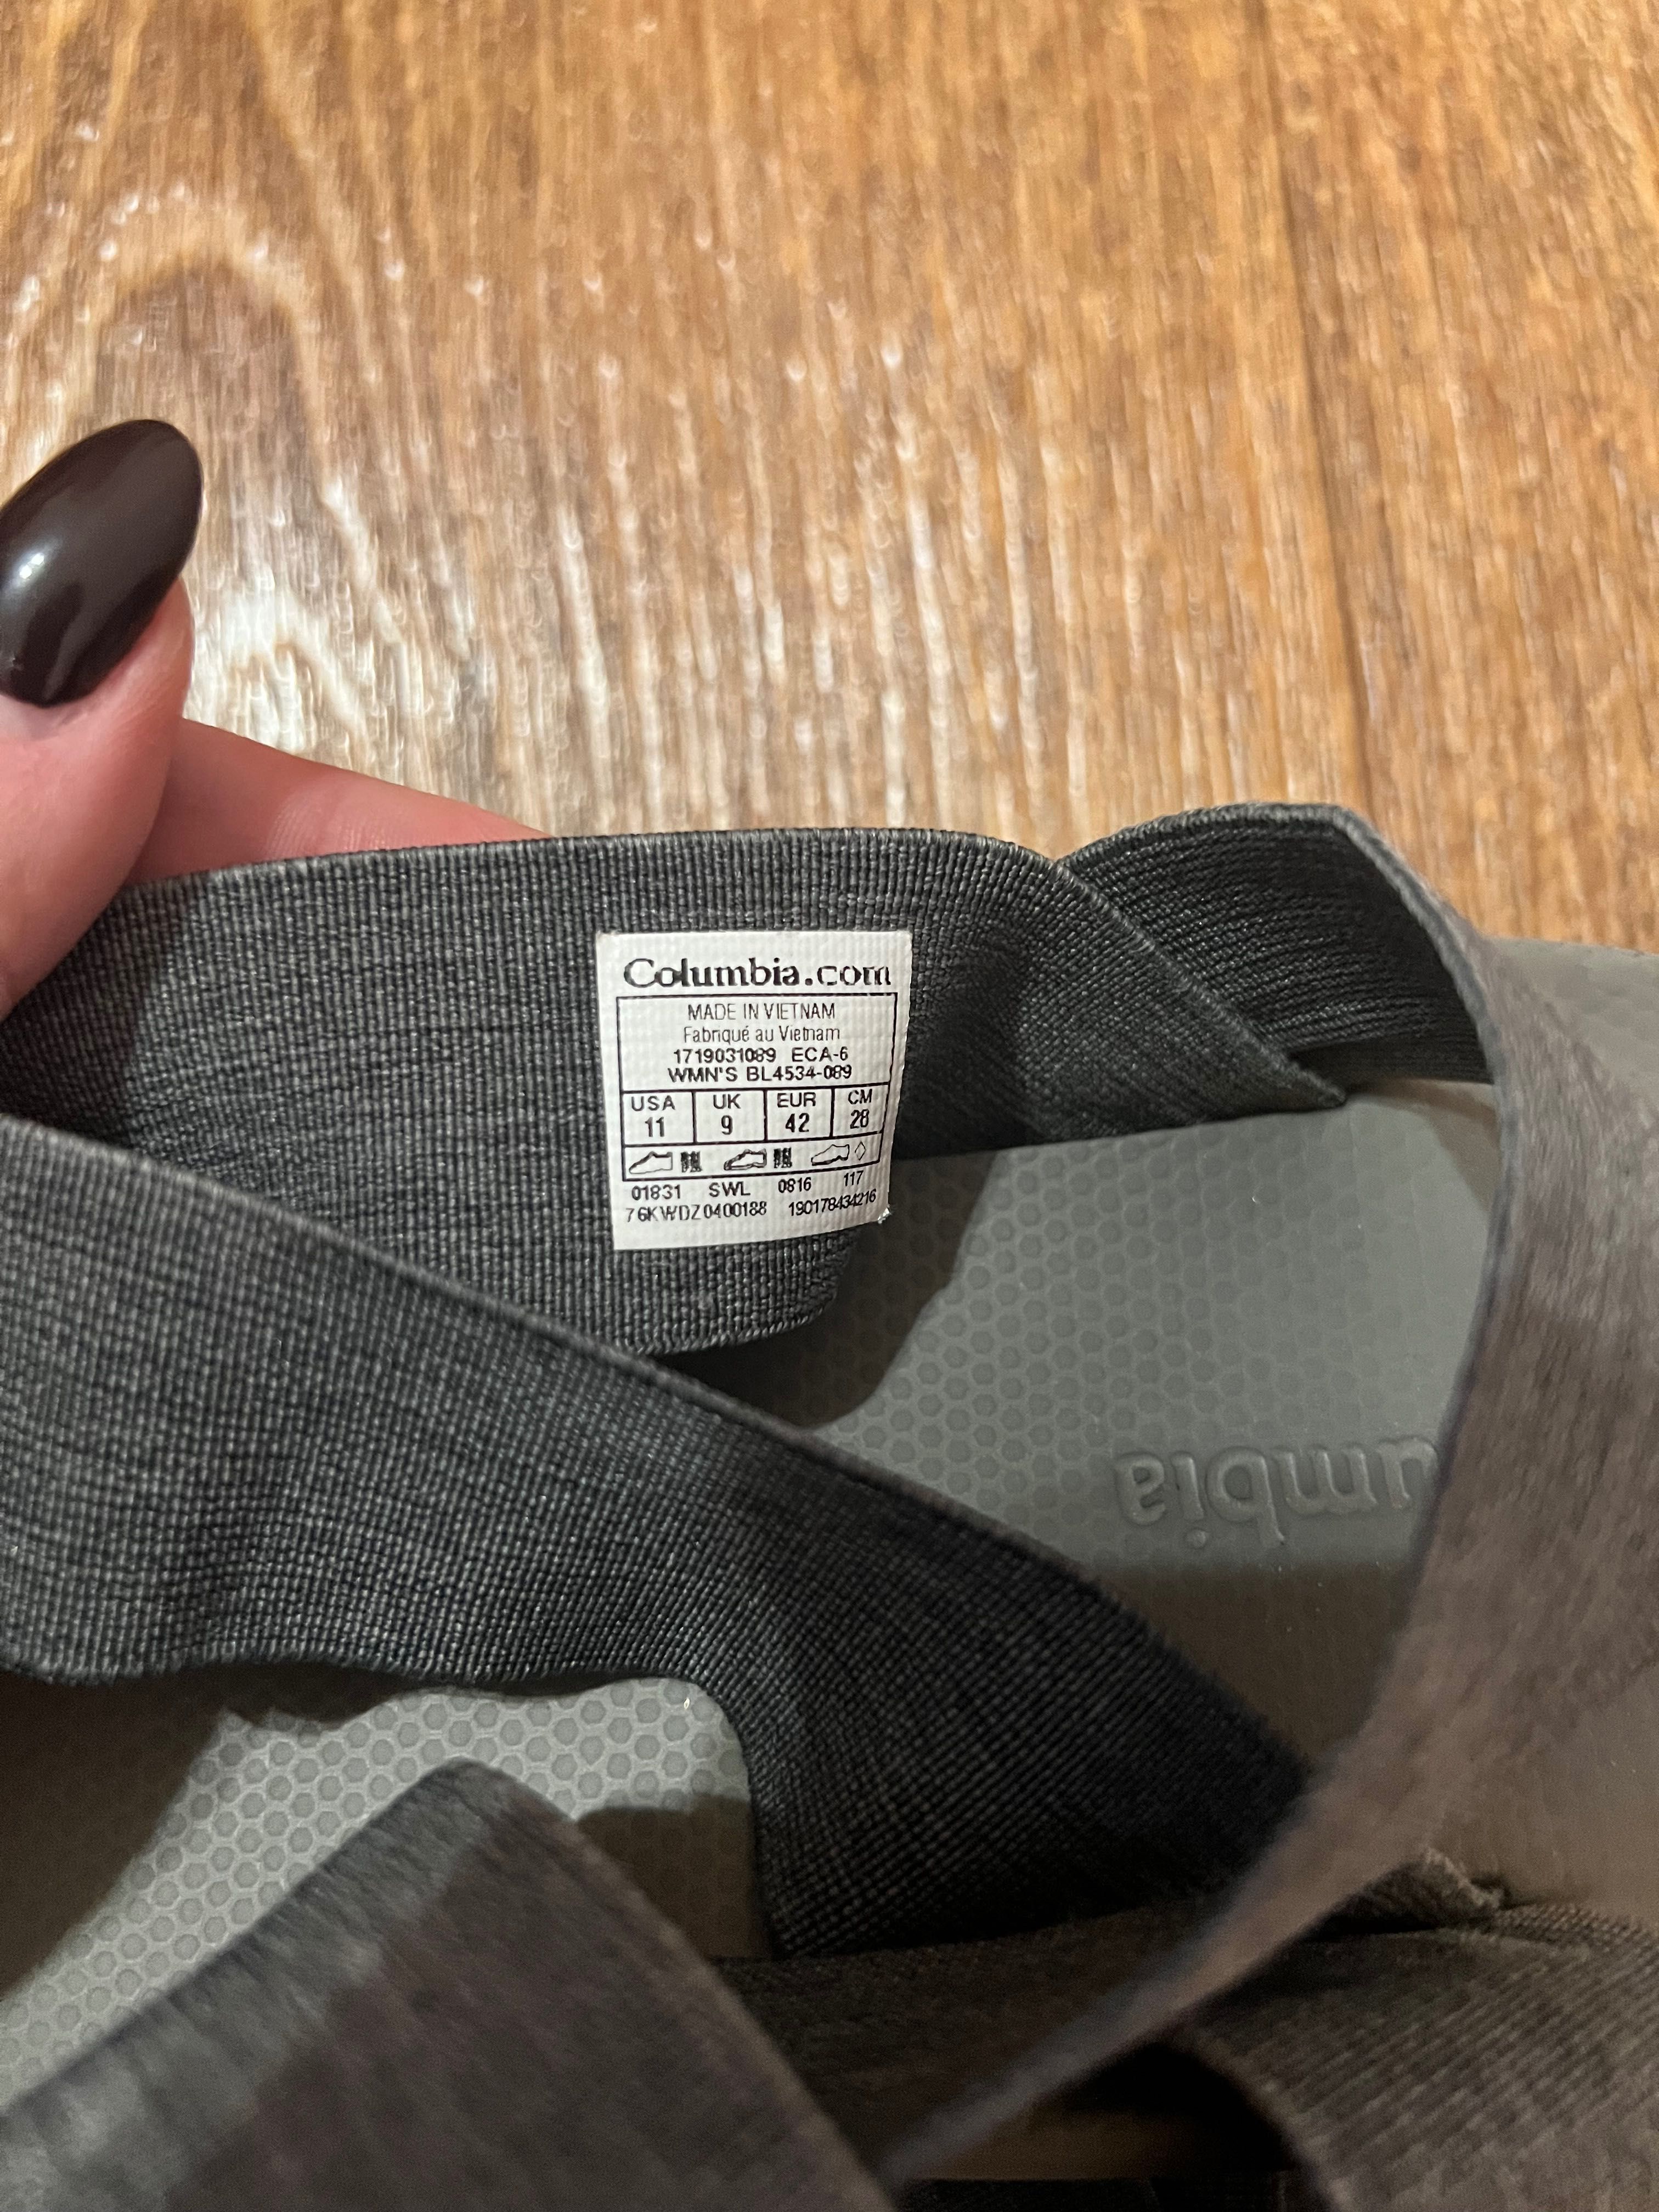 Columbia.com
MADE IN VIETNAM
Fabriqué au Vietnam
1719031089 ECA-6
WMN'S BL4534-089
USA UK EUR CM
11 9 42 28
01831 SWL 0816 117
76KWDZ0400188 190178434216
umbia